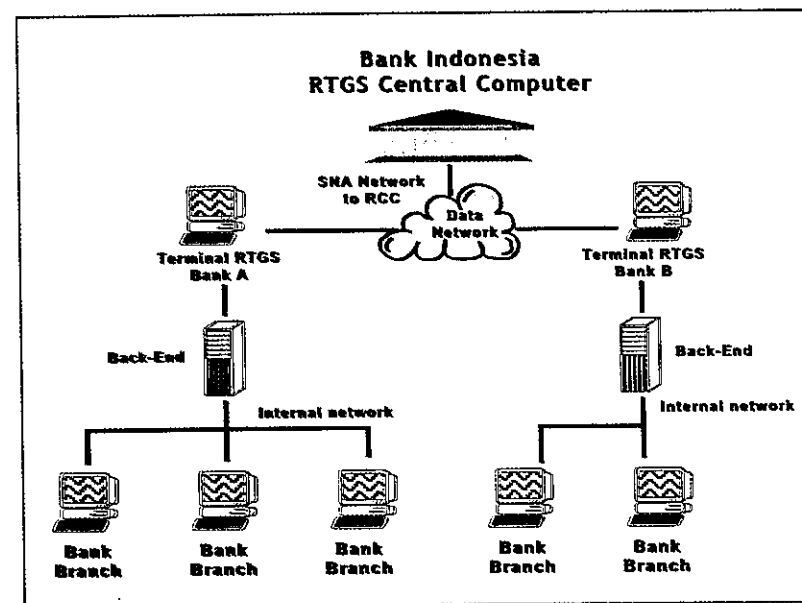 Bank Indonesia
RTGS Central Computer
SNA Network
to RCC
Data
Network
Terminal RTGS
Bank A
Terminal RTGS
Bank B
Back-End
Back-End
Internal network
Internal network
Bank
Branch
Bank
Branch
Bank
Branch
Bank
Branch
Bank
Branch